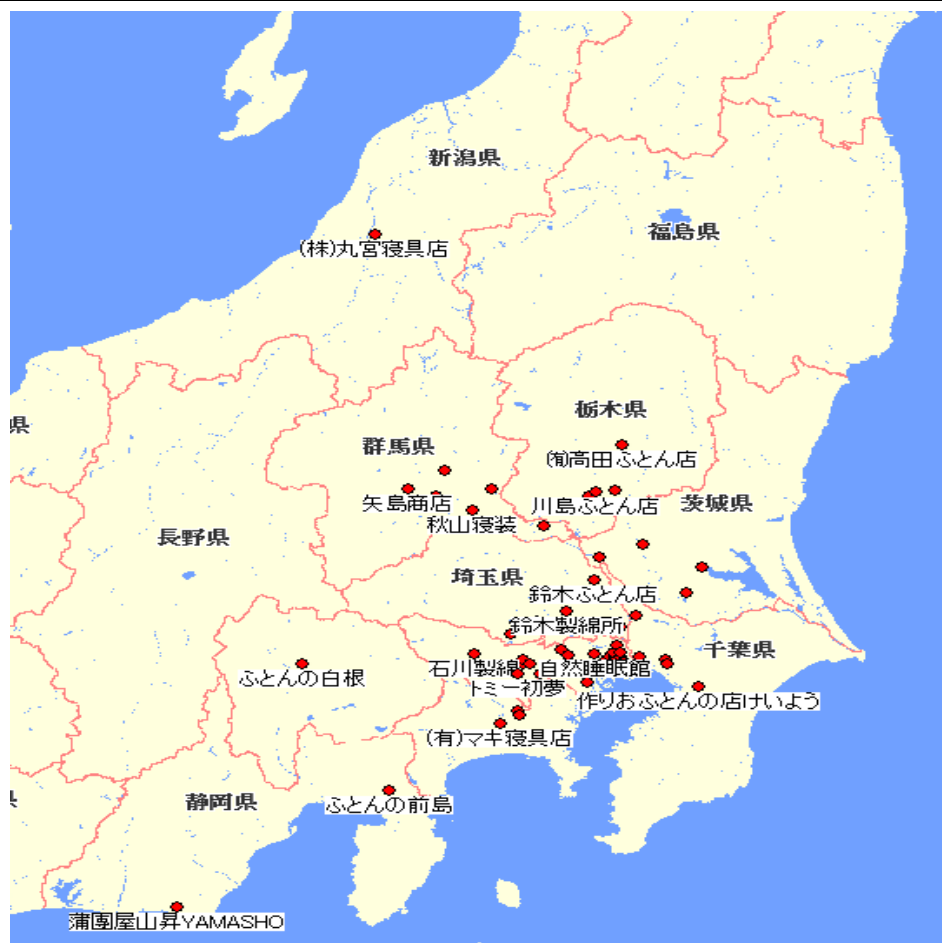 新潟県
福島県
(株)丸宮寝具店
栃木県
県
群馬県
㈲高田ふとん店
矢島商店
川島ふとん店
茨城県
秋山寝装
長野県
埼玉県
鈴木ふとん店
鈴木製綿所
千葉県
石川製綿
自然睡眠館
ふとんの白根
トミー初夢
作りおふとんの店けいよう
(有)マキ寝具店
静岡県
ふとんの前島
蒲團屋山昇YAMASHO